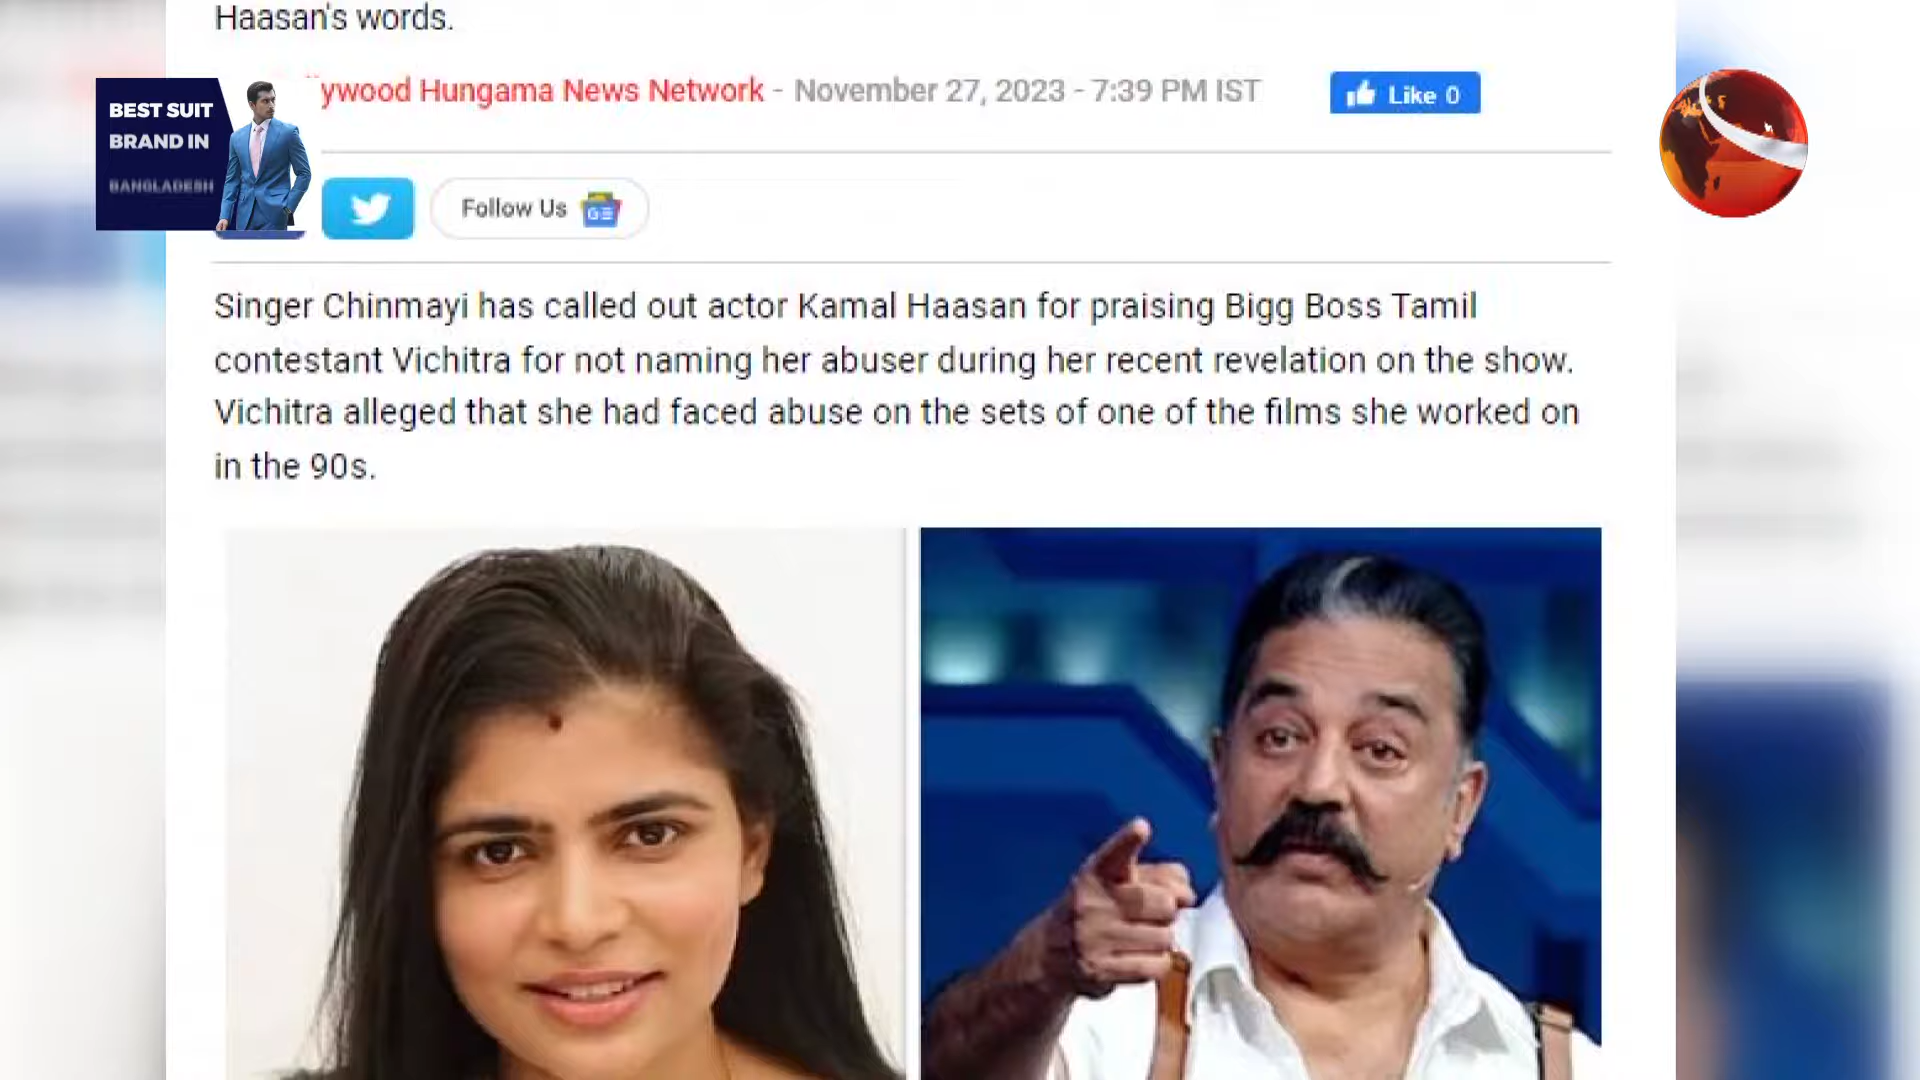 Haasan's words.
ywood Hungama News Network - November 27, 2023 - 7:39 PM IST
Like 0
BEST SUIT
BRAND IN
BANGLADESH
Follow Us
GE
Singer Chinmayi has called out actor Kamal Haasan for praising Bigg Boss Tamil
contestant Vichitra for not naming her abuser during her recent revelation on the show.
Vichitra alleged that she had faced abuse on the sets of one of the films she worked on
in the 90s.